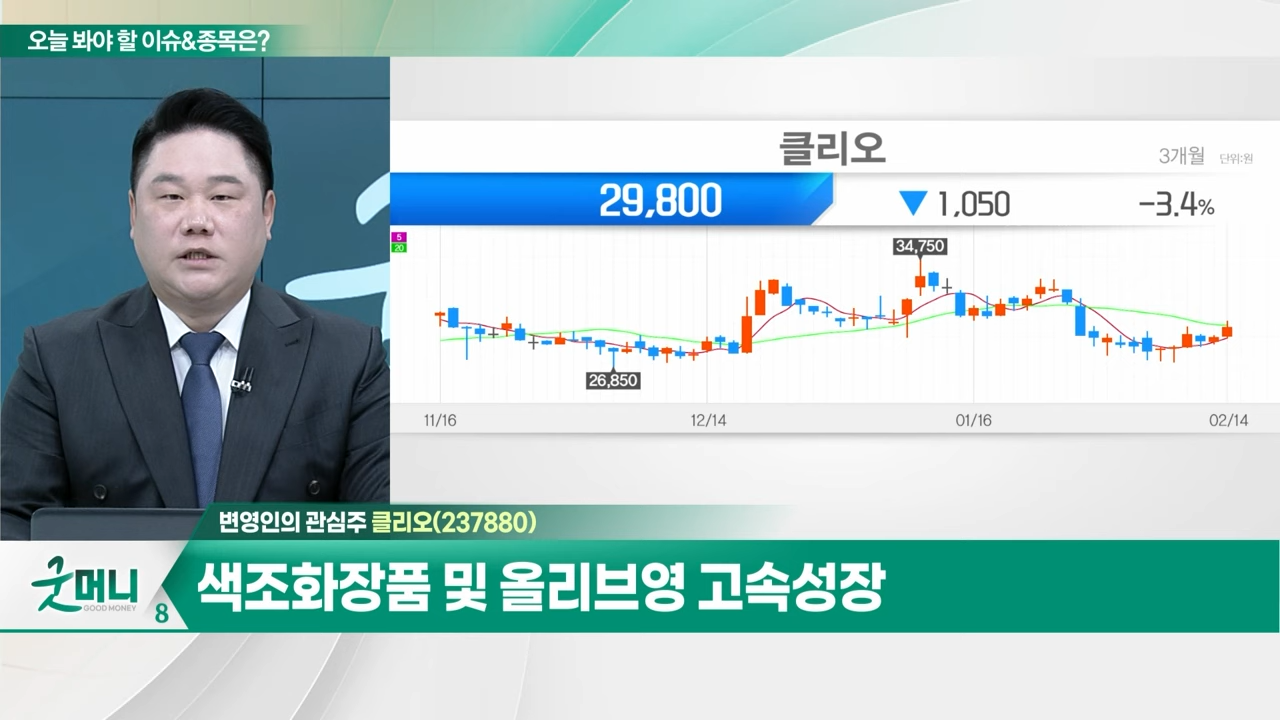 오늘 봐야 할 이슈&종목은?
클리오
3개월 단위:원
29,800 ▼ 1,050 -3.4%
5
20
34,750
26,850
11/16 12/14 01/16 02/14
변영인의 관심주 클리오(237880)
굿머니
GOOD MONEY
8
색조화장품 및 올리브영 고속성장